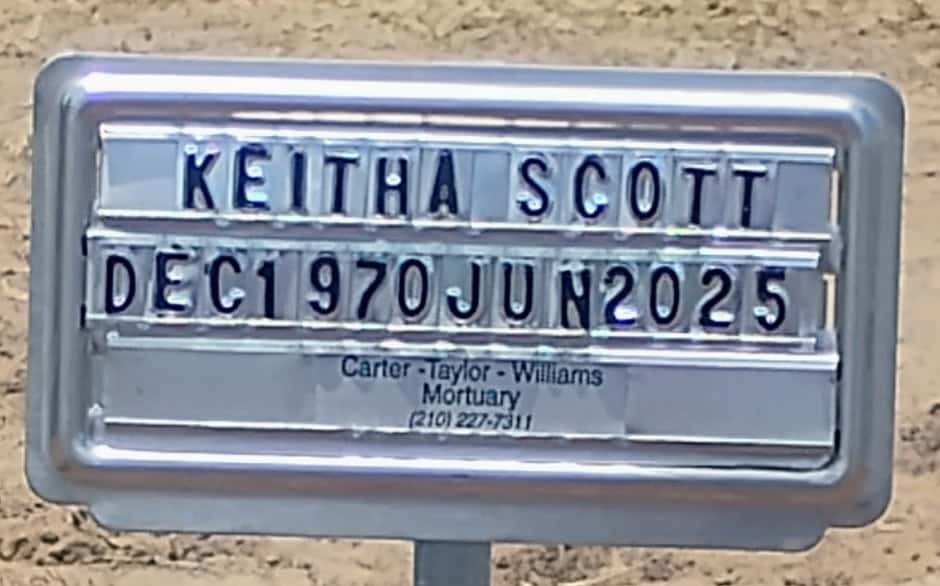 KEITHA SCOTT
DEC1970JUN2025
Carter -Taylor - Williams
Mortuary
(210) 227-7311